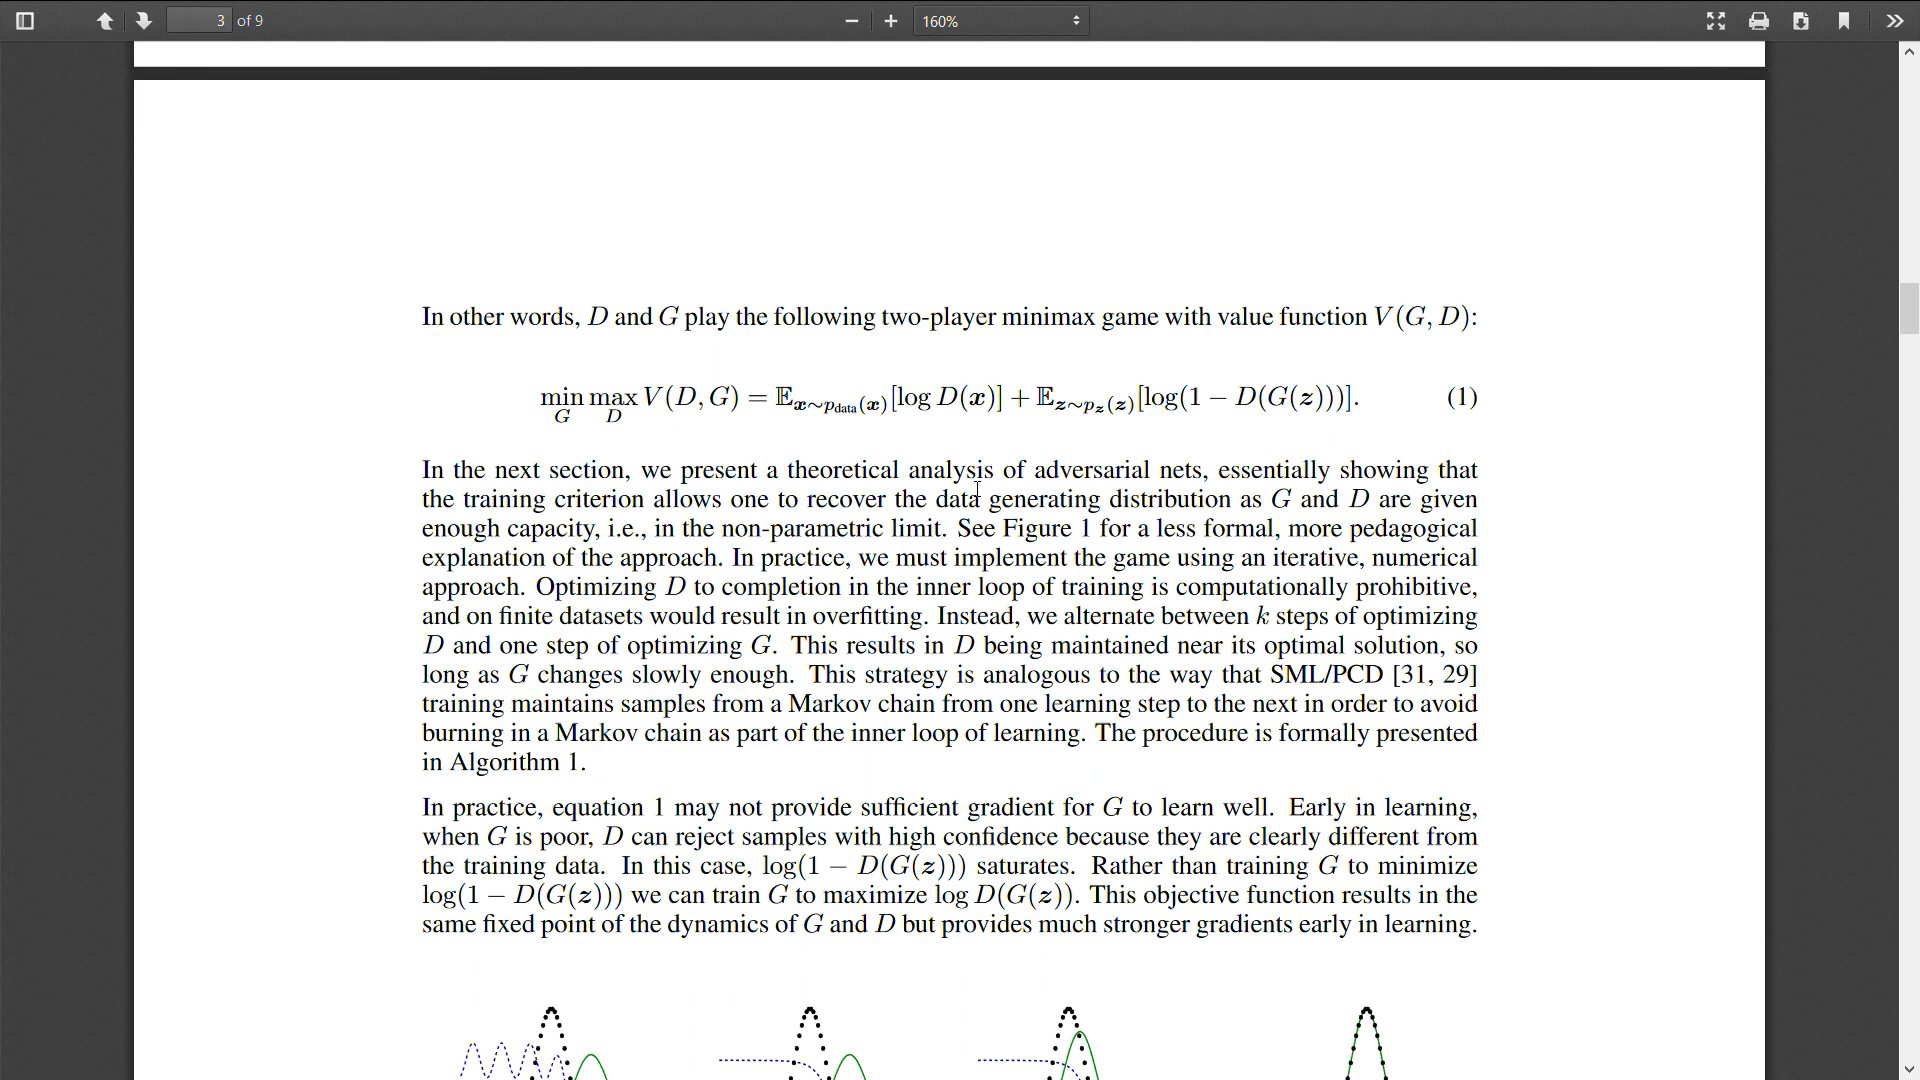 3 of 9 160%
In other words, D and G play the following two-player minimax game with value function V(G, D):
min_G max_D V(D, G) = 𝔼_{x∼p_data(x)}[log D(x)] + 𝔼_{z∼p_z(z)}[log(1 − D(G(z)))]. (1)
In the next section, we present a theoretical analysis of adversarial nets, essentially showing that
the training criterion allows one to recover the data generating distribution as G and D are given
enough capacity, i.e., in the non-parametric limit. See Figure 1 for a less formal, more pedagogical
explanation of the approach. In practice, we must implement the game using an iterative, numerical
approach. Optimizing D to completion in the inner loop of training is computationally prohibitive,
and on finite datasets would result in overfitting. Instead, we alternate between k steps of optimizing
D and one step of optimizing G. This results in D being maintained near its optimal solution, so
long as G changes slowly enough. This strategy is analogous to the way that SML/PCD [31, 29]
training maintains samples from a Markov chain from one learning step to the next in order to avoid
burning in a Markov chain as part of the inner loop of learning. The procedure is formally presented
in Algorithm 1.
In practice, equation 1 may not provide sufficient gradient for G to learn well. Early in learning,
when G is poor, D can reject samples with high confidence because they are clearly different from
the training data. In this case, log(1 − D(G(z))) saturates. Rather than training G to minimize
log(1 − D(G(z))) we can train G to maximize log D(G(z)). This objective function results in the
same fixed point of the dynamics of G and D but provides much stronger gradients early in learning.